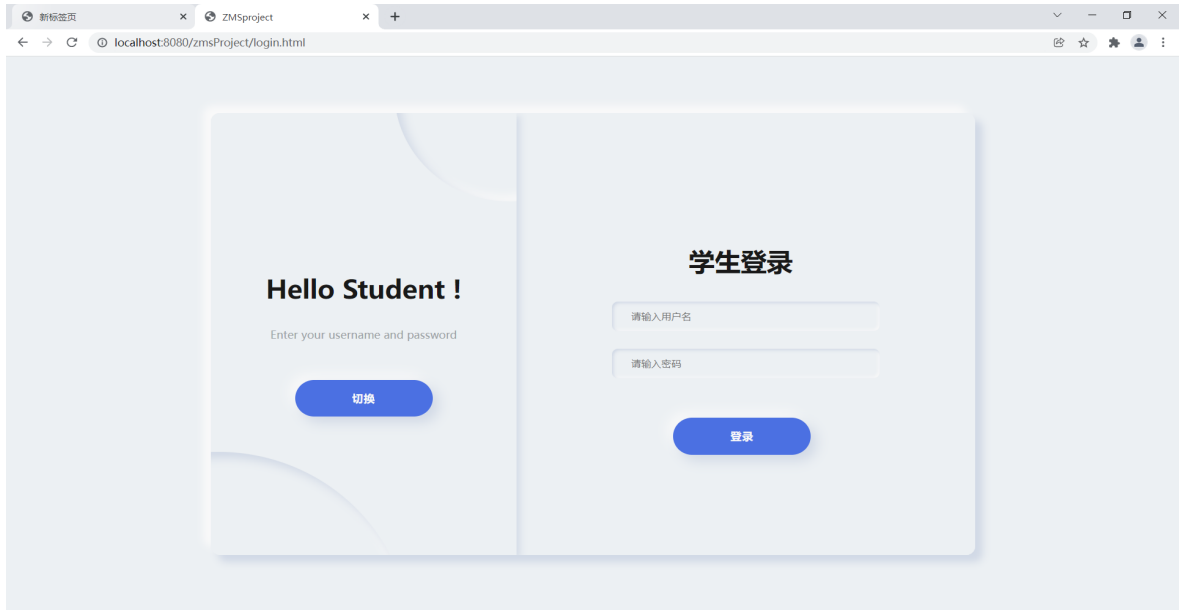 新标签页
ZMSproject
localhost:8080/zmsProject/login.html
Hello Student !
Enter your username and password
切换
学生登录
请输入用户名
请输入密码
登录